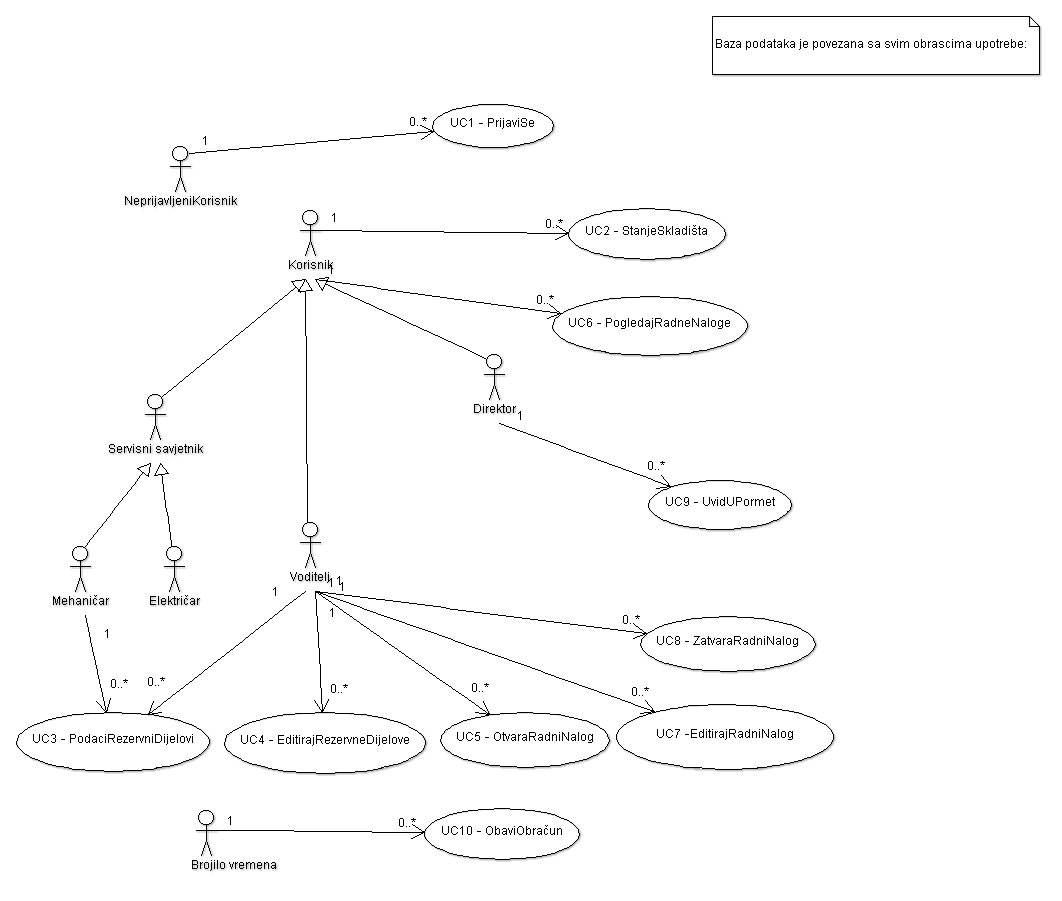 Baza podataka je povezana sa svim obrascima upotrebe:
0..*
UC1 - PrijaviSe
1
NeprijavljeniKorisnik
1
0..*
UC2 - StanjeSkladišta
Korisnik
1
0..*
UC6 - PogledajRadneNaloge
Direktor
1
Servisni savjetnik
0..*
UC9 - UvidUPormet
Voditelj
1
1
1
Mehaničar
Električar
1
1
0..*
UC8 - ZatvaraRadniNalog
1
0..*
0..*
0..*
0..*
0..*
UC3 - PodaciRezervniDijelovi
UC4 - EditirajRezervneDijelove
UC5 - OtvaraRadniNalog
UC7 -EditirajRadniNalog
1
0..*
UC10 - ObaviObračun
Brojilo vremena